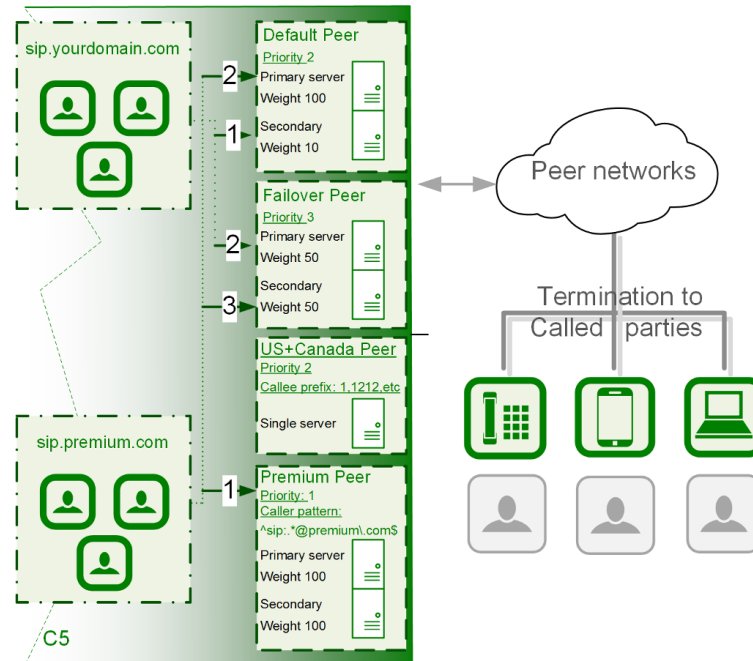 sip.yourdomain.com
2
1
2
3
Default Peer
Priority 2
Primary server
Weight 100
Secondary
Weight 10
Failover Peer
Priority 3
Primary server
Weight 50
Secondary
Weight 50
US+Canada Peer
Priority 2
Callee prefix: 1,1212,etc
Single server
sip.premium.com
1
Premium Peer
Priority: 1
Caller pattern:
^sip:.*@premium\.com$
Primary server
Weight 100
Secondary
Weight 100
C5
Peer networks
Termination to
Called parties